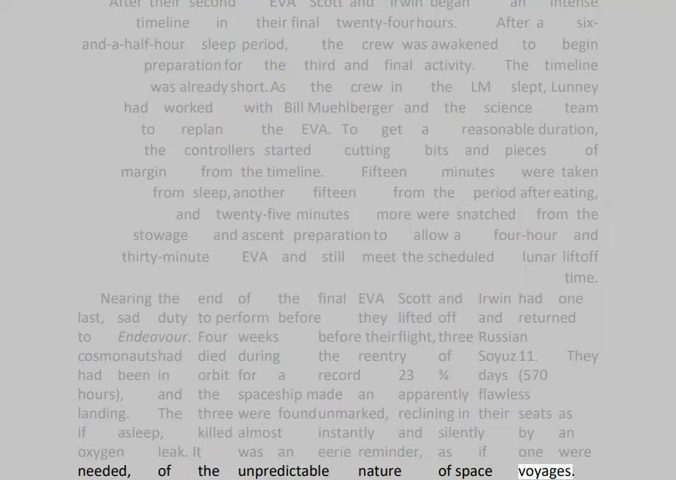 After their second EVA Scott and Irwin began an intense
timeline in their final twenty-four hours. After a six-
and-a-half-hour sleep period, the crew was awakened to begin
preparation for the third and final activity. The timeline
was already short. As the crew in the LM slept, Lunney
had worked with Bill Muehlberger and the science team
to replan the EVA. To get a reasonable duration,
the controllers started cutting bits and pieces of
margin from the timeline. Fifteen minutes were taken
from sleep, another fifteen from the period after eating,
and twenty-five minutes more were snatched from the
stowage and ascent preparation to allow a four-hour and
thirty-minute EVA and still meet the scheduled lunar liftoff
time.
Nearing the end of the final EVA Scott and Irwin had one
last, sad duty to perform before they lifted off and returned
to Endeavour. Four weeks before their flight, three Russian
cosmonauts had died during the reentry of Soyuz 11. They
had been in orbit for a record 23 ¾ days (570
hours), and the spaceship made an apparently flawless
landing. The three were found unmarked, reclining in their seats as
if asleep, killed almost instantly and silently by an
oxygen leak. It was an eerie reminder, as if one were
needed, of the unpredictable nature of space voyages.